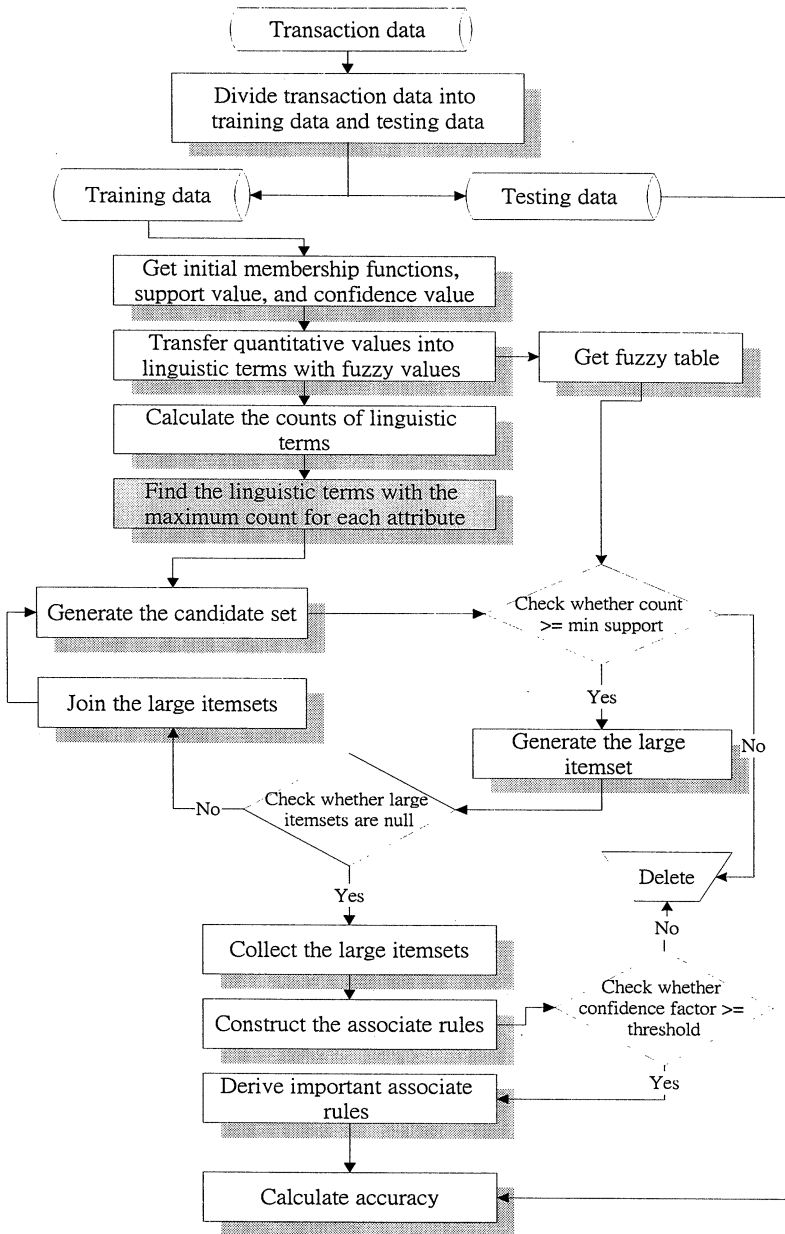 Transaction data
Divide transaction data into
training data and testing data
Training data
Testing data
Get initial membership functions,
support value, and confidence value
Transfer quantitative values into
linguistic terms with fuzzy values
Get fuzzy table
Calculate the counts of linguistic
terms
Find the linguistic terms with the
maximum count for each attribute
Generate the candidate set
Check whether count
>= min support
Yes
No
Join the large itemsets
Generate the large
itemset
Check whether large
itemsets are null
No
Yes
Delete
No
Collect the large itemsets
Construct the associate rules
Check whether
confidence factor >=
threshold
Yes
Derive important associate
rules
Calculate accuracy